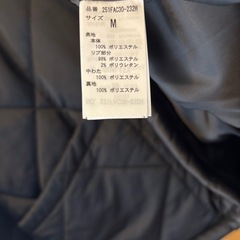 品番 251FAC30-232H
サイズ
M
表地
本体
100% ポリエステル
リブ部分
98% ポリエステル
2% ポリウレタン
中わた
100% ポリエステル
裏地
100% ポリエステル